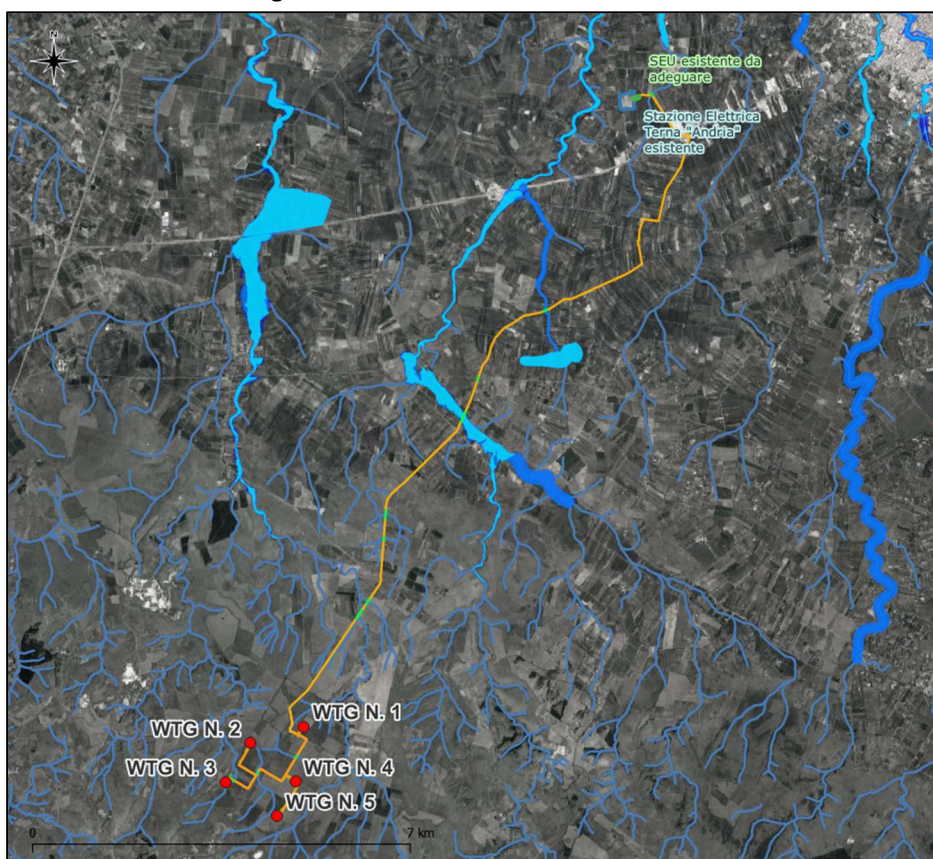 N
SEU esistente da
adeguare
Stazione Elettrica
Terna "Andria"
esistente
WTG N. 1
WTG N. 2
WTG N. 3
WTG N. 4
WTG N. 5
0
7 km